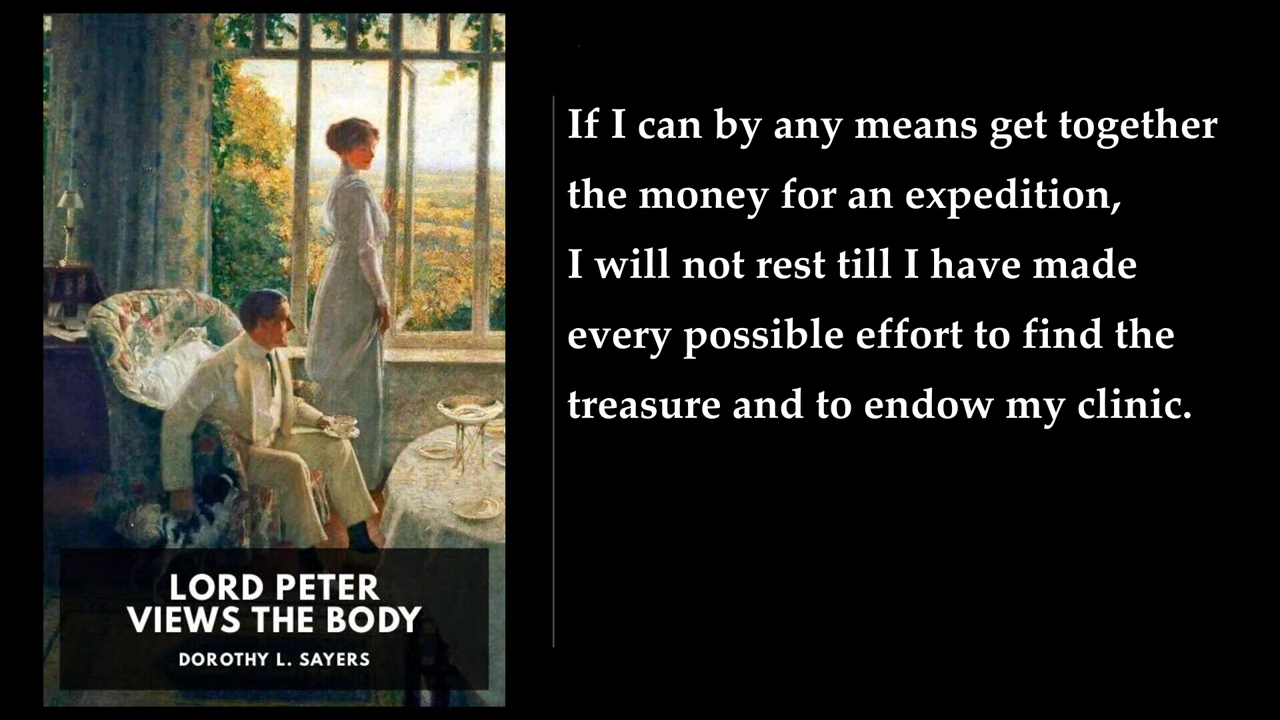 LORD PETER
VIEWS THE BODY
DOROTHY L. SAYERS
If I can by any means get together
the money for an expedition,
I will not rest till I have made
every possible effort to find the
treasure and to endow my clinic.